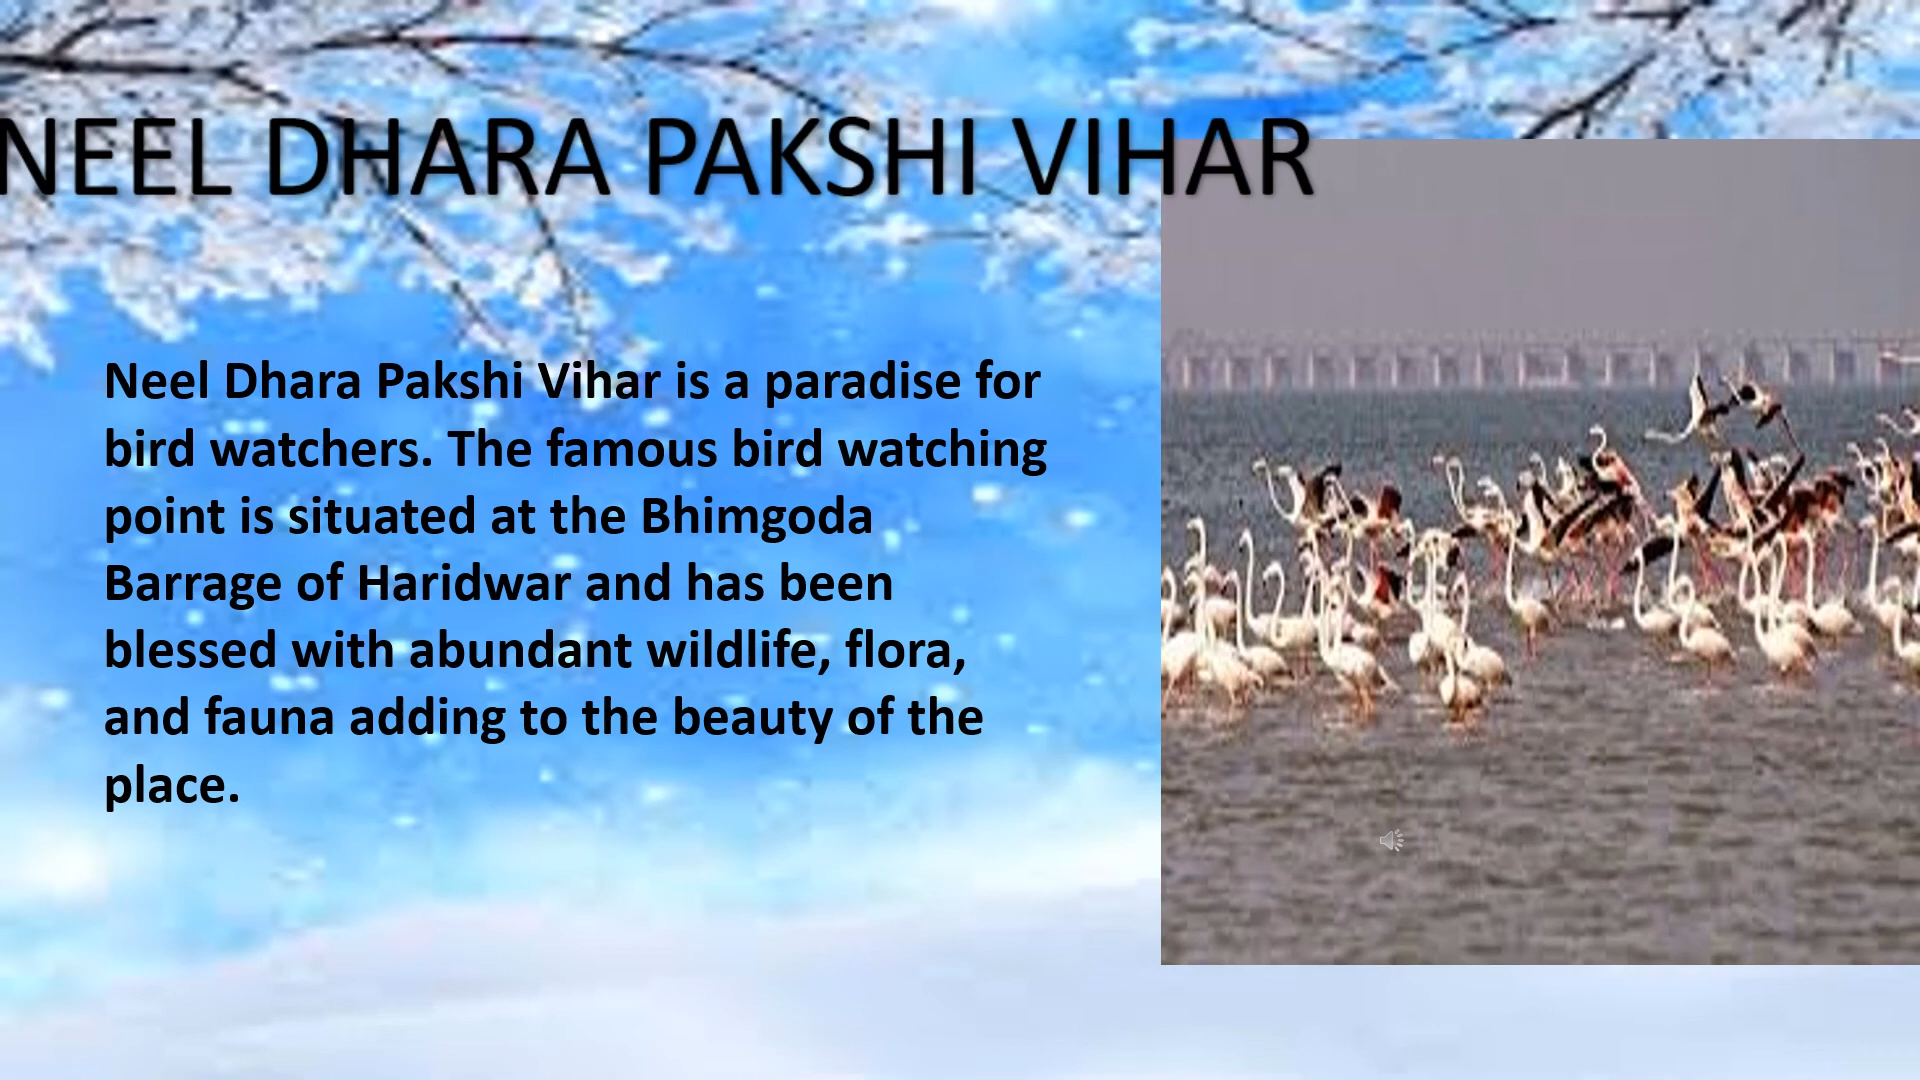 NEEL DHARA PAKSHI VIHAR
Neel Dhara Pakshi Vihar is a paradise for
bird watchers. The famous bird watching
point is situated at the Bhimgoda
Barrage of Haridwar and has been
blessed with abundant wildlife, flora,
and fauna adding to the beauty of the
place.